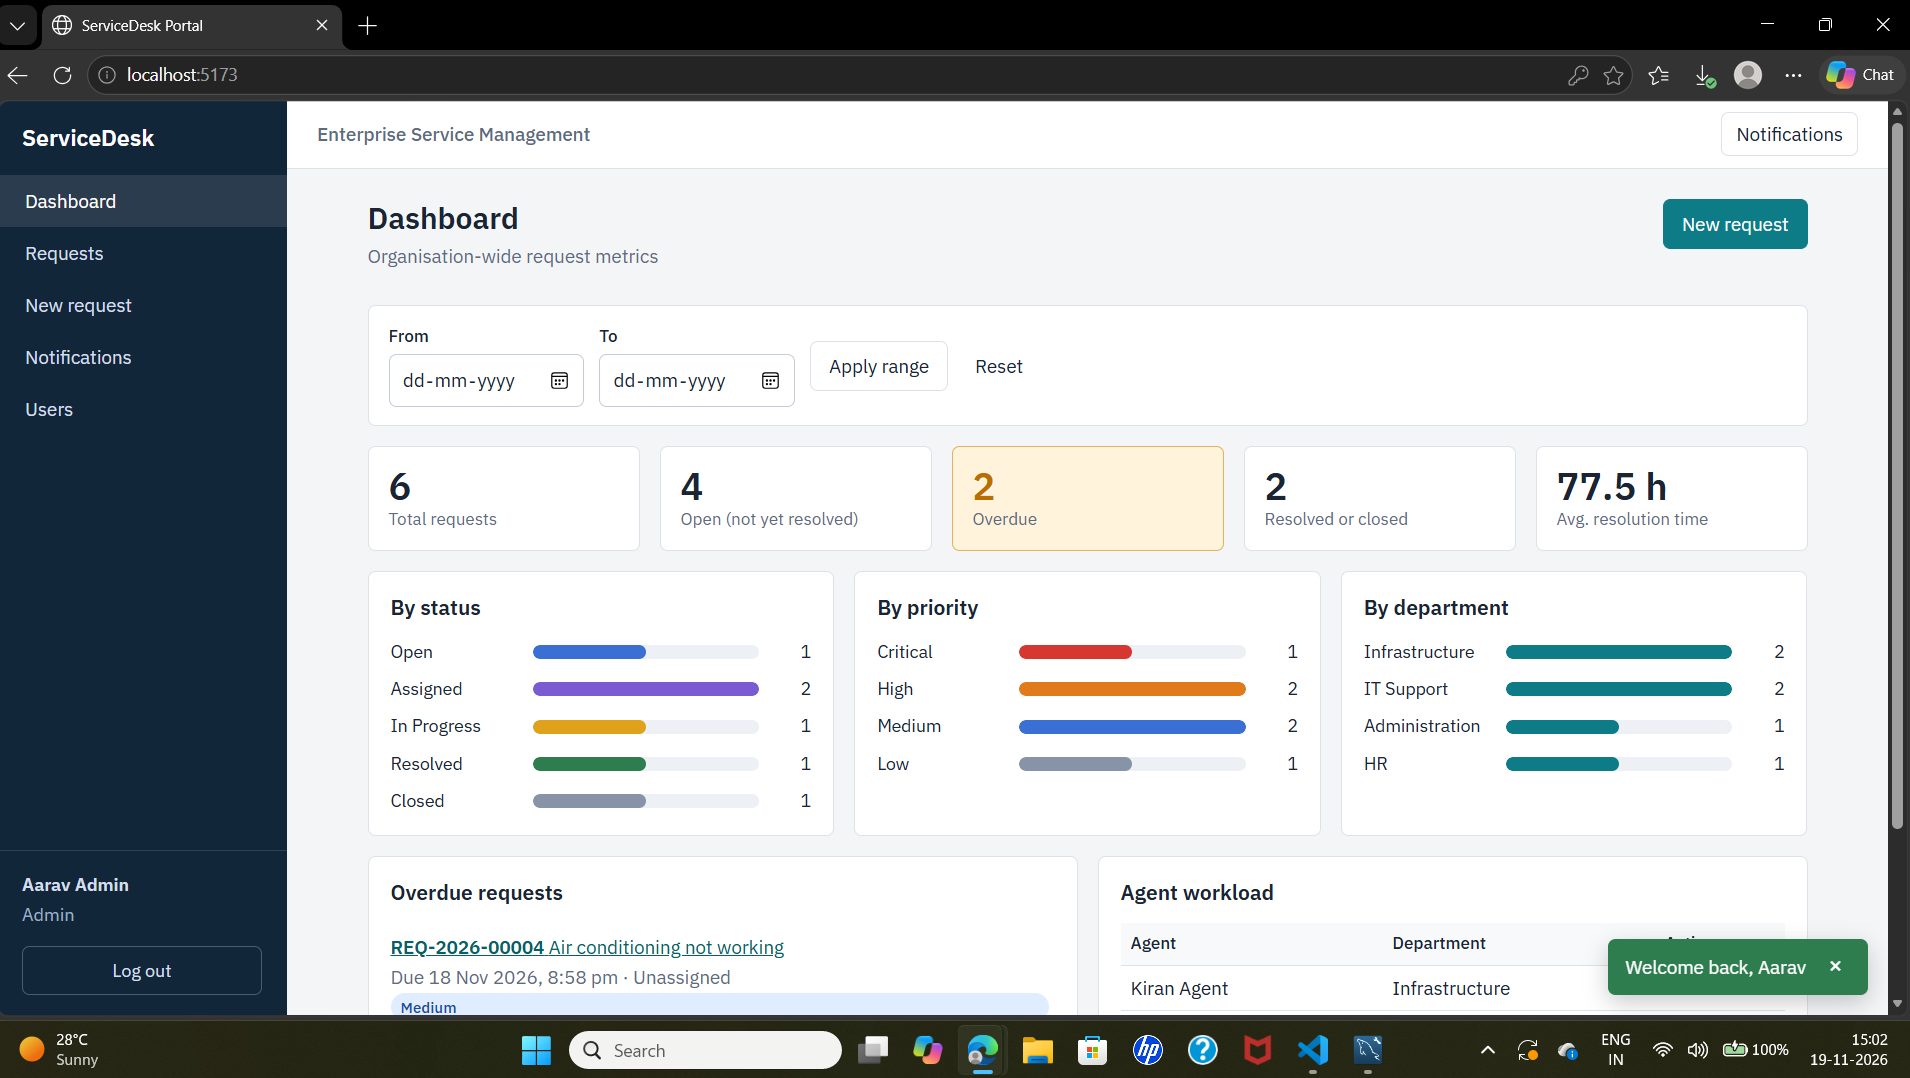 ServiceDesk Portal
localhost:5173
Chat
ServiceDesk
Dashboard
Requests
New request
Notifications
Users
Aarav Admin
Admin
Log out
Enterprise Service Management
Notifications
Dashboard
Organisation-wide request metrics
New request
From
To
dd-mm-yyyy
dd-mm-yyyy
Apply range
Reset
6
Total requests
4
Open (not yet resolved)
2
Overdue
2
Resolved or closed
77.5 h
Avg. resolution time
By status
Open 1
Assigned 2
In Progress 1
Resolved 1
Closed 1
By priority
Critical 1
High 2
Medium 2
Low 1
By department
Infrastructure 2
IT Support 2
Administration 1
HR 1
Overdue requests
REQ-2026-00004 Air conditioning not working
Due 18 Nov 2026, 8:58 pm · Unassigned
Medium
Agent workload
Agent Department
Kiran Agent Infrastructure
Welcome back, Aarav ×
28°C
Sunny
Search
hp
ENG
IN
100%
15:02
19-11-2026